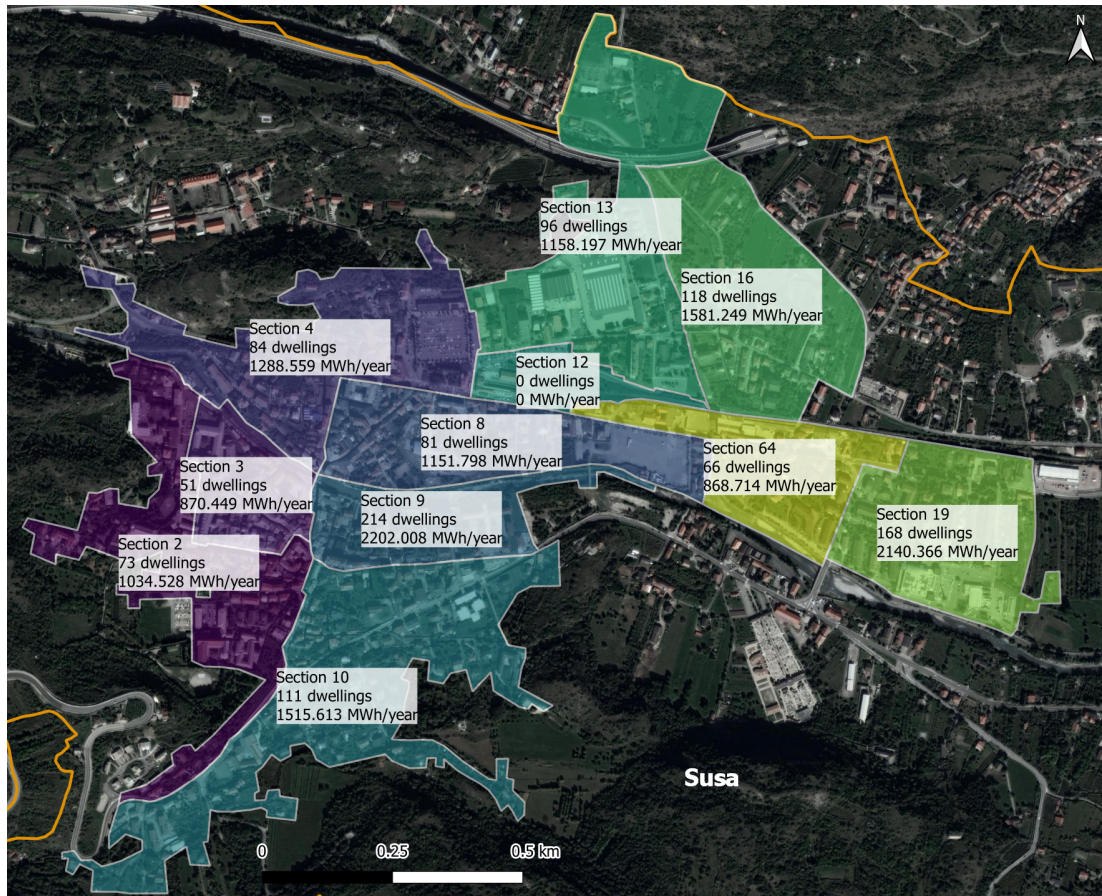 N
Section 13
96 dwellings
1158.197 MWh/year
Section 16
118 dwellings
1581.249 MWh/year
Section 4
84 dwellings
1288.559 MWh/year
Section 12
0 dwellings
0 MWh/year
Section 8
81 dwellings
1151.798 MWh/year
Section 64
66 dwellings
868.714 MWh/year
Section 3
51 dwellings
870.449 MWh/year
Section 9
214 dwellings
2202.008 MWh/year
Section 19
168 dwellings
2140.366 MWh/year
Section 2
73 dwellings
1034.528 MWh/year
Section 10
111 dwellings
1515.613 MWh/year
Susa
0 0.25 0.5 km